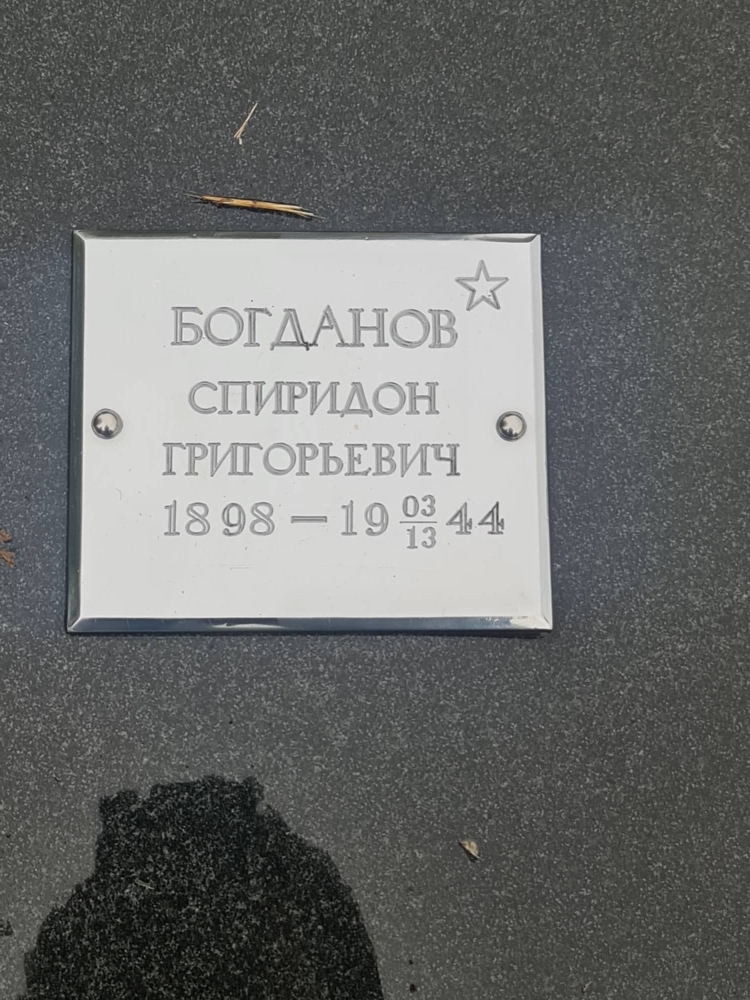 БОГДАНОВ
СПИРИДОН
ГРИГОРЬЕВИЧ
1898 – 19 03/13 44